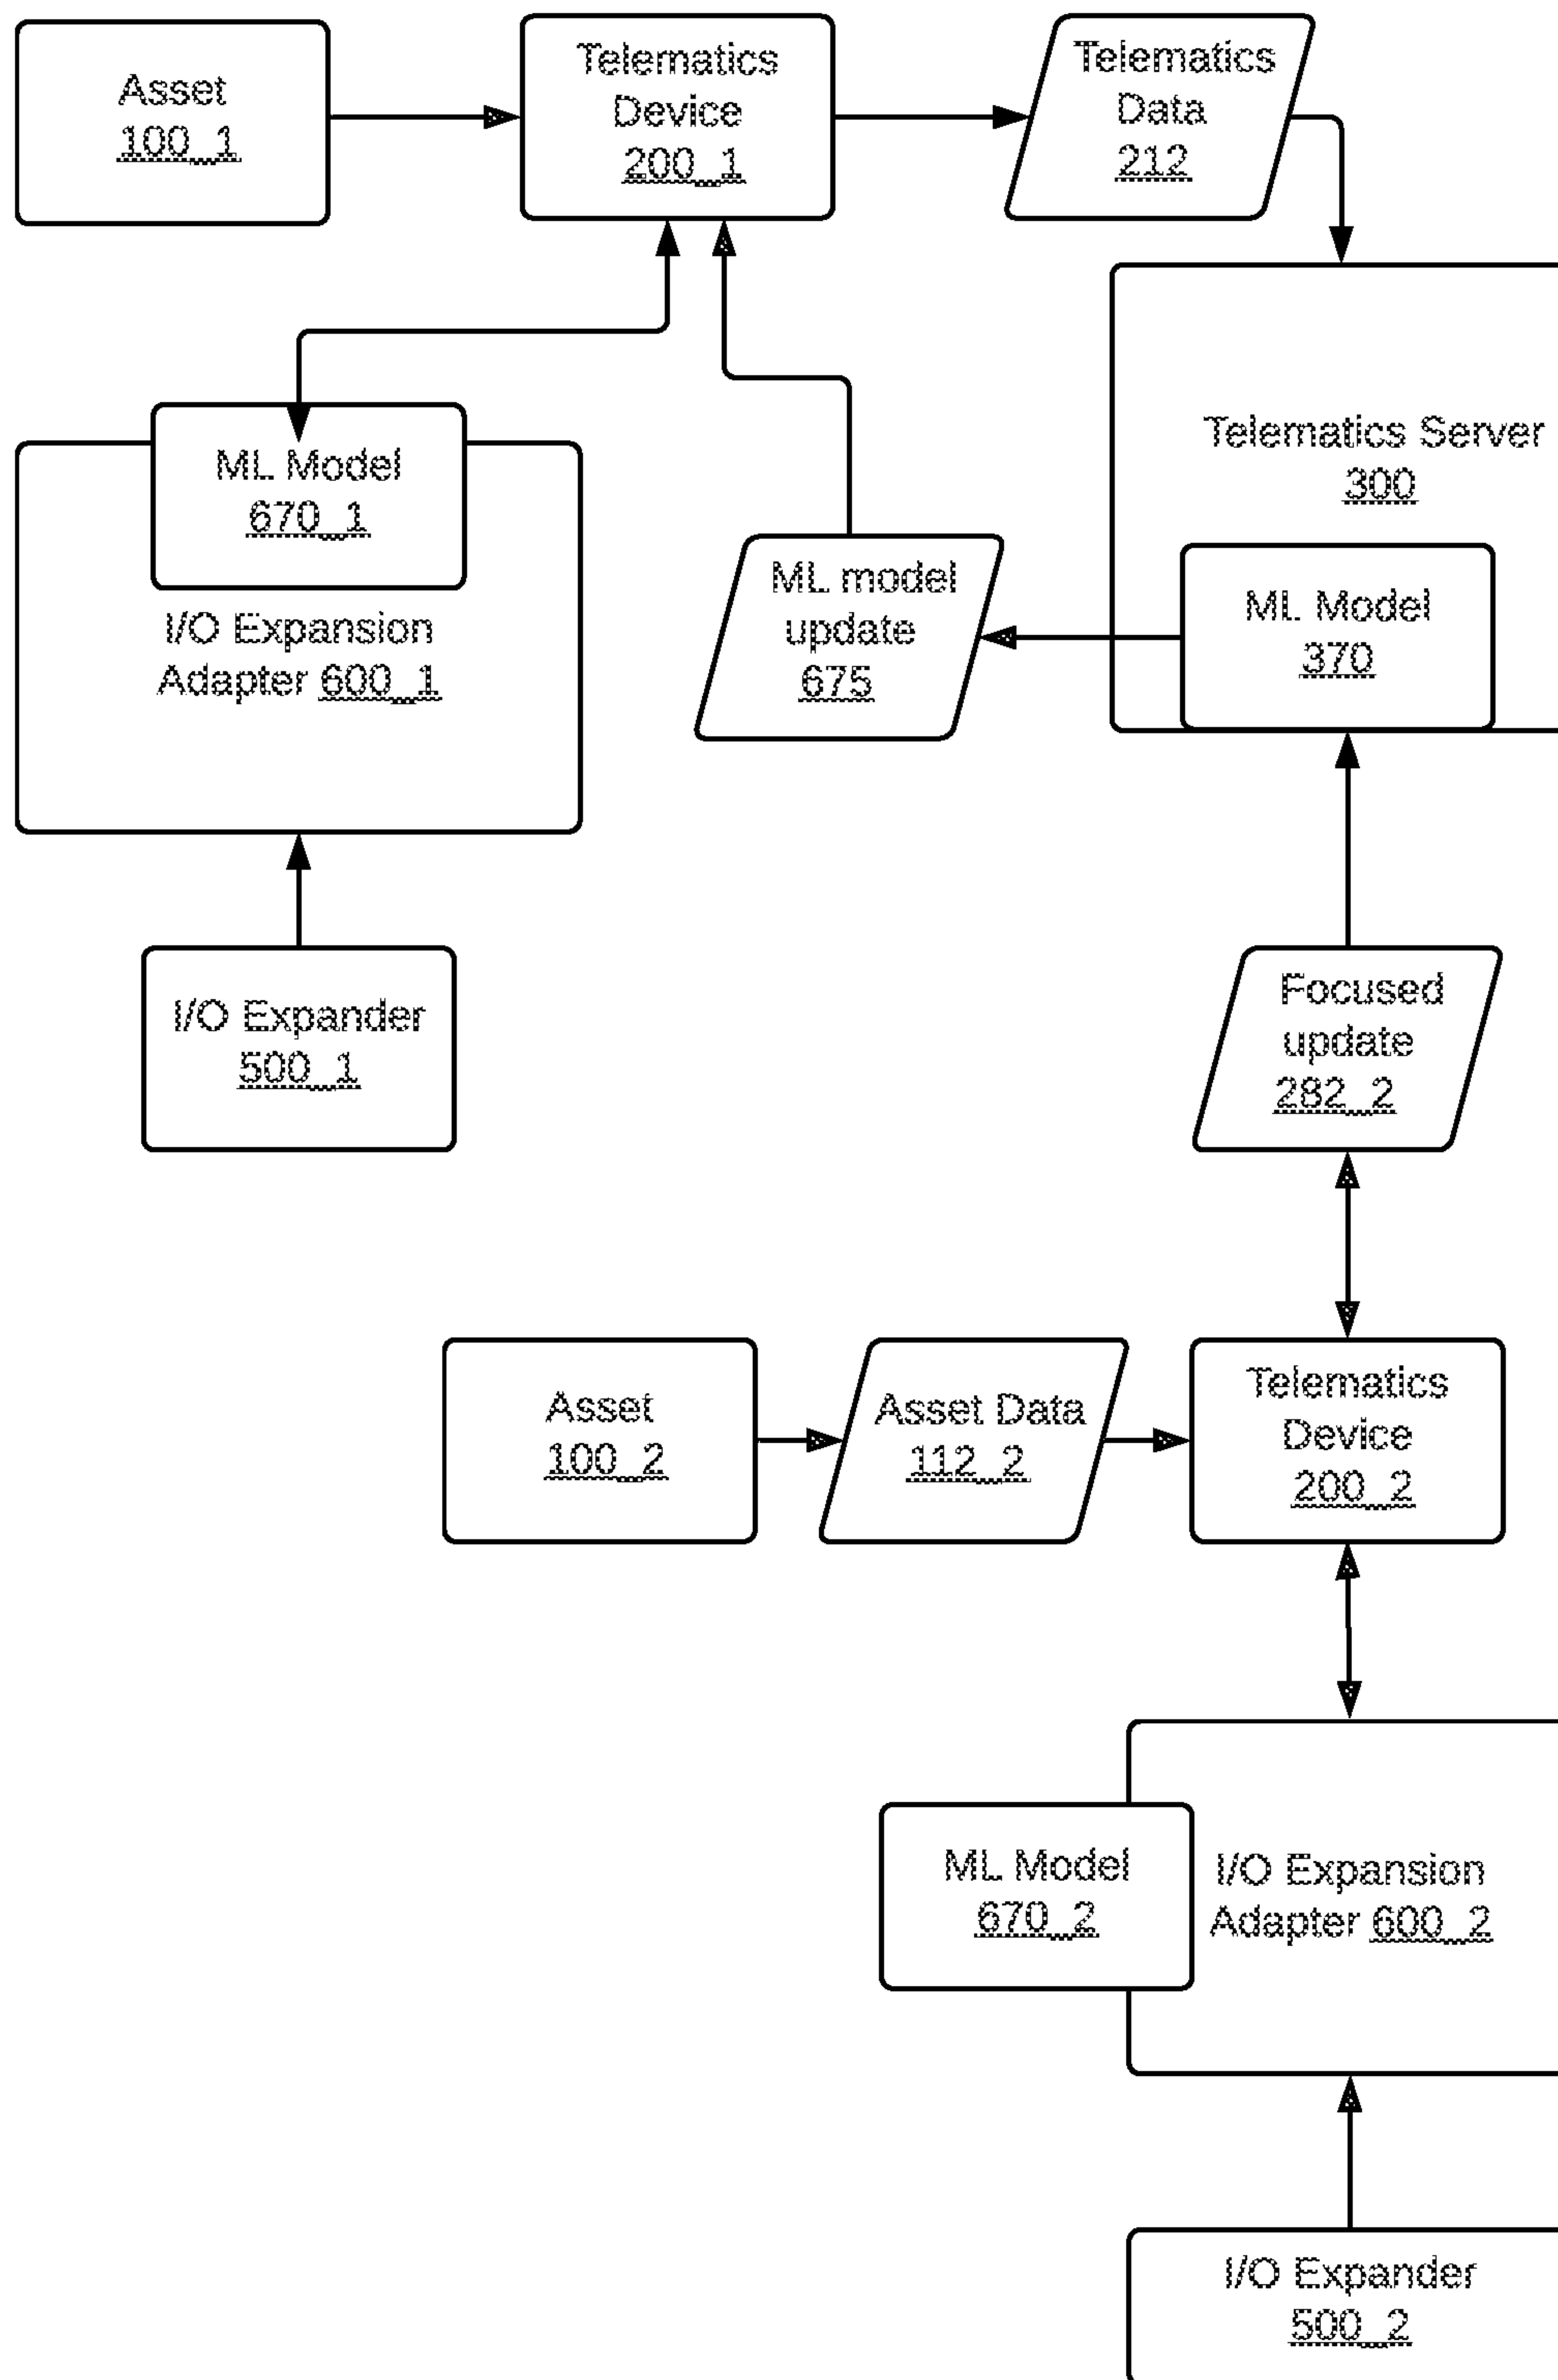 Asset
100_1
Telematics
Device
200_1
Telematics
Data
212
Telematics Server
300
ML Model
670_1
I/O Expansion
Adapter 600_1
ML model
update
675
ML Model
370
I/O Expander
500_1
Focused
update
282_2
Asset
100_2
Asset Data
112_2
Telematics
Device
200_2
ML Model
670_2
I/O Expansion
Adapter 600_2
I/O Expander
500_2